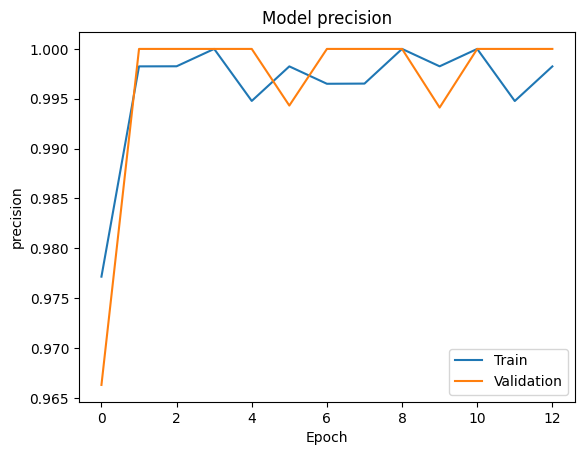 Model precision
1.000
0.995
0.990
0.985
0.980
0.975
0.970
0.965
precision
0 2 4 6 8 10 12
Epoch
Train
Validation